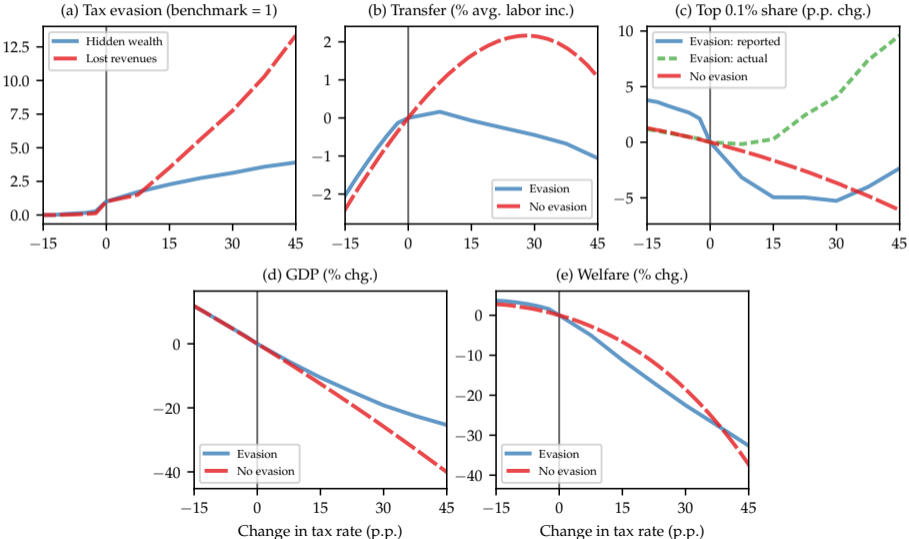 (a) Tax evasion (benchmark = 1)
12.5
10.0
7.5
5.0
2.5
0.0
Hidden wealth
Lost revenues
−15 0 15 30 45
(b) Transfer (% avg. labor inc.)
2
1
0
−1
−2
Evasion
No evasion
−15 0 15 30 45
(c) Top 0.1% share (p.p. chg.)
10
5
0
−5
Evasion: reported
Evasion: actual
No evasion
−15 0 15 30 45
(d) GDP (% chg.)
0
−20
−40
Evasion
No evasion
−15 0 15 30 45
Change in tax rate (p.p.)
(e) Welfare (% chg.)
0
−10
−20
−30
−40
Evasion
No evasion
−15 0 15 30 45
Change in tax rate (p.p.)